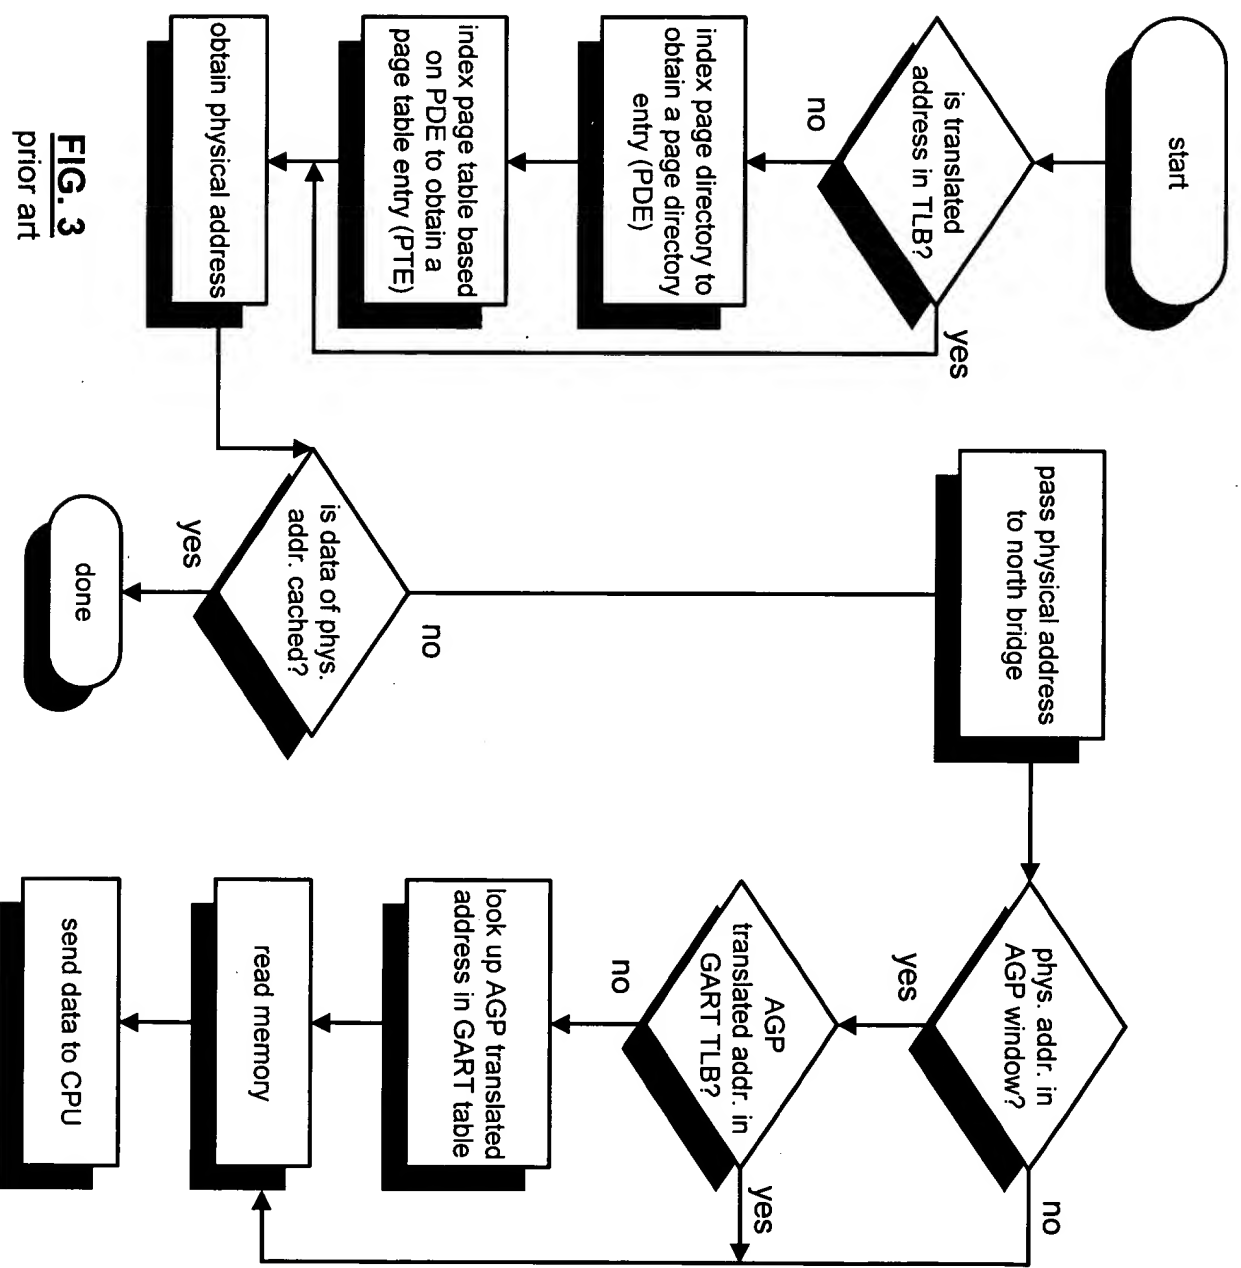 start
is translated
address in TLB?
yes
no
index page directory to
obtain a page directory
entry (PDE)
index page table based
on PDE to obtain a
page table entry (PTE)
obtain physical address
pass physical address
to north bridge
no
is data of phys.
addr. cached?
yes
done
phys. addr. in
AGP window?
no
yes
AGP
translated addr. in
GART TLB?
yes
no
look up AGP translated
address in GART table
read memory
send data to CPU
FIG. 3
prior art